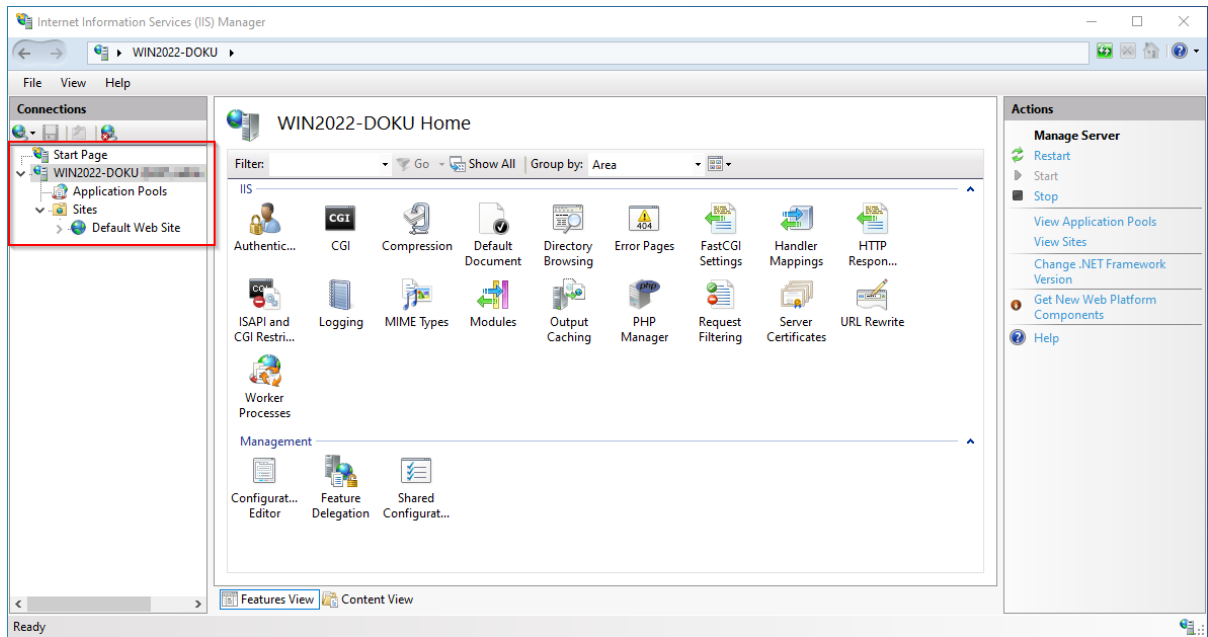 Internet Information Services (IIS) Manager
WIN2022-DOKU
File View Help
Connections
Start Page
WIN2022-DOKU
Application Pools
Sites
Default Web Site
WIN2022-DOKU Home
Filter: Go Show All Group by: Area
IIS
Authentic... CGI Compression Default Directory Error Pages FastCGI Handler HTTP
Document Browsing Settings Mappings Respon...
ISAPI and Logging MIME Types Modules Output PHP Request Server URL Rewrite
CGI Restri... Caching Manager Filtering Certificates
Worker
Processes
Management
Configurat... Feature Shared
Editor Delegation Configurat...
Features View Content View
Actions
Manage Server
Restart
Start
Stop
View Application Pools
View Sites
Change .NET Framework
Version
Get New Web Platform
Components
Help
Ready